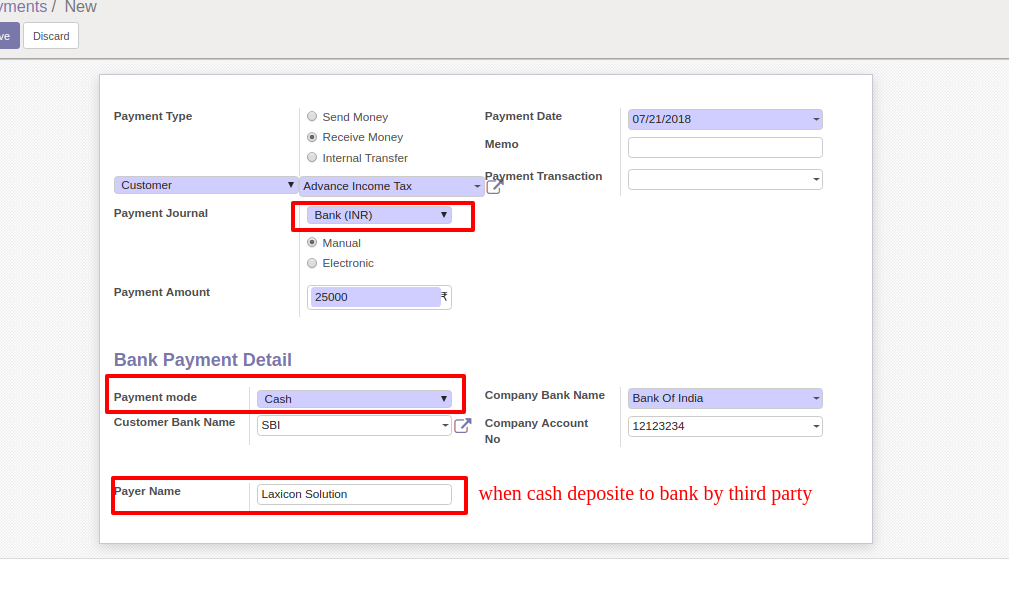 yments / New
ve Discard
Payment Type
Send Money
Receive Money
Internal Transfer
Customer Advance Income Tax
Payment Journal Bank (INR)
Manual
Electronic
Payment Amount 25000 ₹
Payment Date 07/21/2018
Memo
Payment Transaction
Bank Payment Detail
Payment mode Cash
Customer Bank Name SBI
Company Bank Name Bank Of India
Company Account 12123234
No
Payer Name Laxicon Solution
when cash deposite to bank by third party